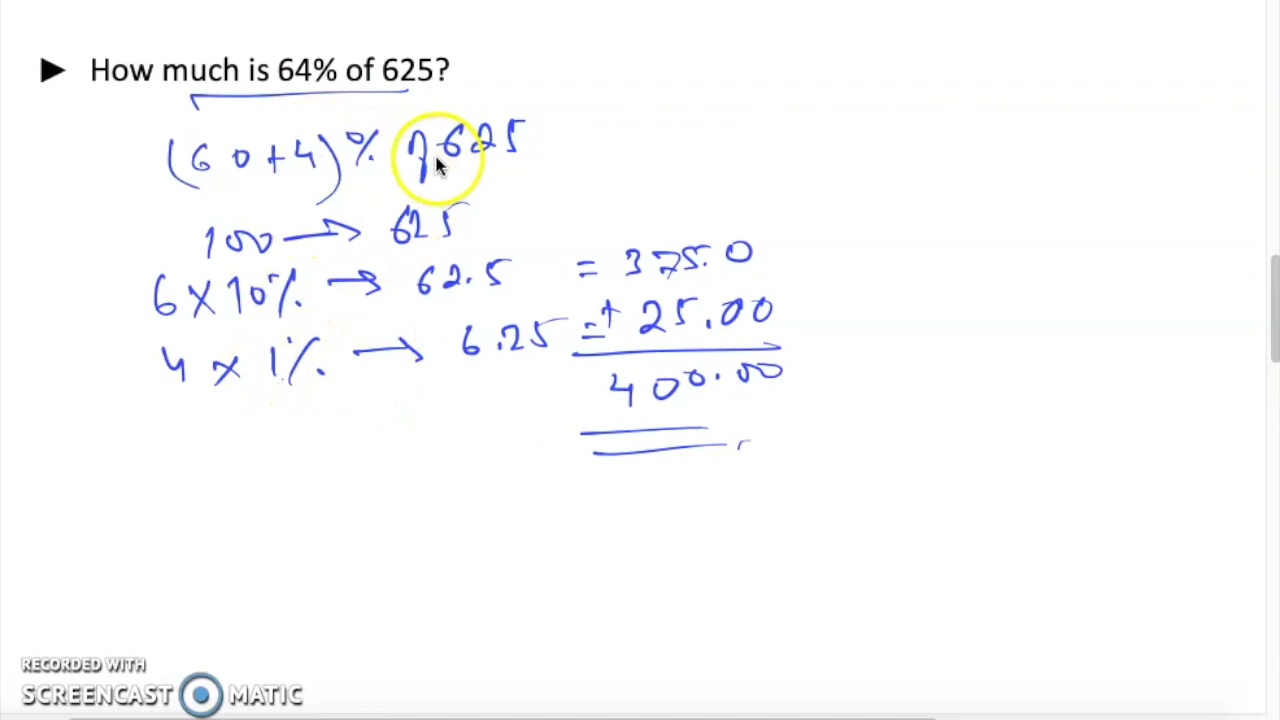 ► How much is 64% of 625?
(60+4)% of 625
100 → 625
6 x 10% → 62.5 = 375.0
4 x 1% → 6.25 = + 25.00
400.00
RECORDED WITH
SCREENCAST MATIC